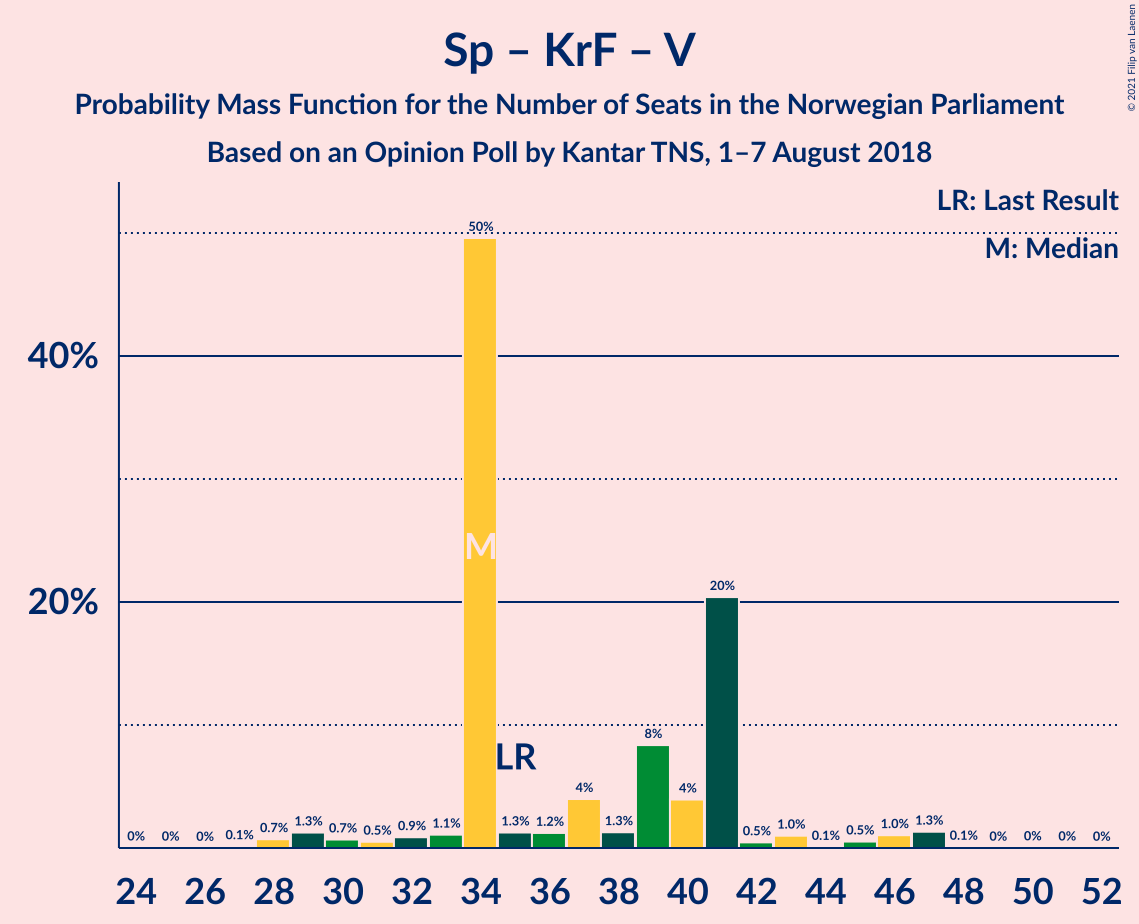 © 2021 Filip van Laenen
Sp – KrF – V
Probability Mass Function for the Number of Seats in the Norwegian Parliament
Based on an Opinion Poll by Kantar TNS, 1–7 August 2018
LR: Last Result
M: Median
40%
20%
50%
M
LR
0% 0% 0% 0.1% 0.7% 1.3% 0.7% 0.5% 0.9% 1.1% 1.3% 1.2% 4% 1.3% 8% 4% 20% 0.5% 1.0% 0.1% 0.5% 1.0% 1.3% 0.1% 0% 0% 0% 0%
24 26 28 30 32 34 36 38 40 42 44 46 48 50 52